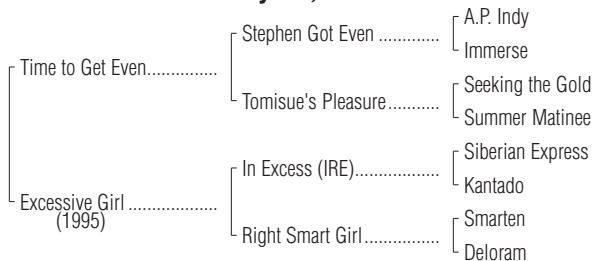 A.P. Indy
Stephen Got Even .............
Immerse
Time to Get Even...............
Seeking the Gold
Tomisue's Pleasure ...........
Summer Matinee
Siberian Express
In Excess (IRE)..................
Kantado
Excessive Girl ...................
(1995)
Smarten
Right Smart Girl................
Deloram